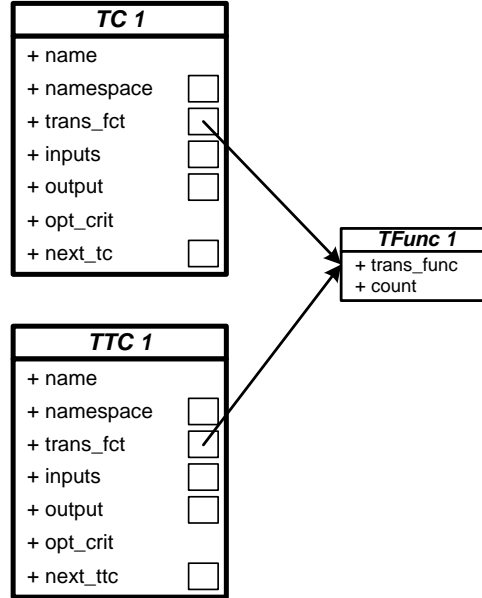 TC 1
+ name
+ namespace
+ trans_fct
+ inputs
+ output
+ opt_crit
+ next_tc
TFunc 1
+ trans_func
+ count
TTC 1
+ name
+ namespace
+ trans_fct
+ inputs
+ output
+ opt_crit
+ next_ttc